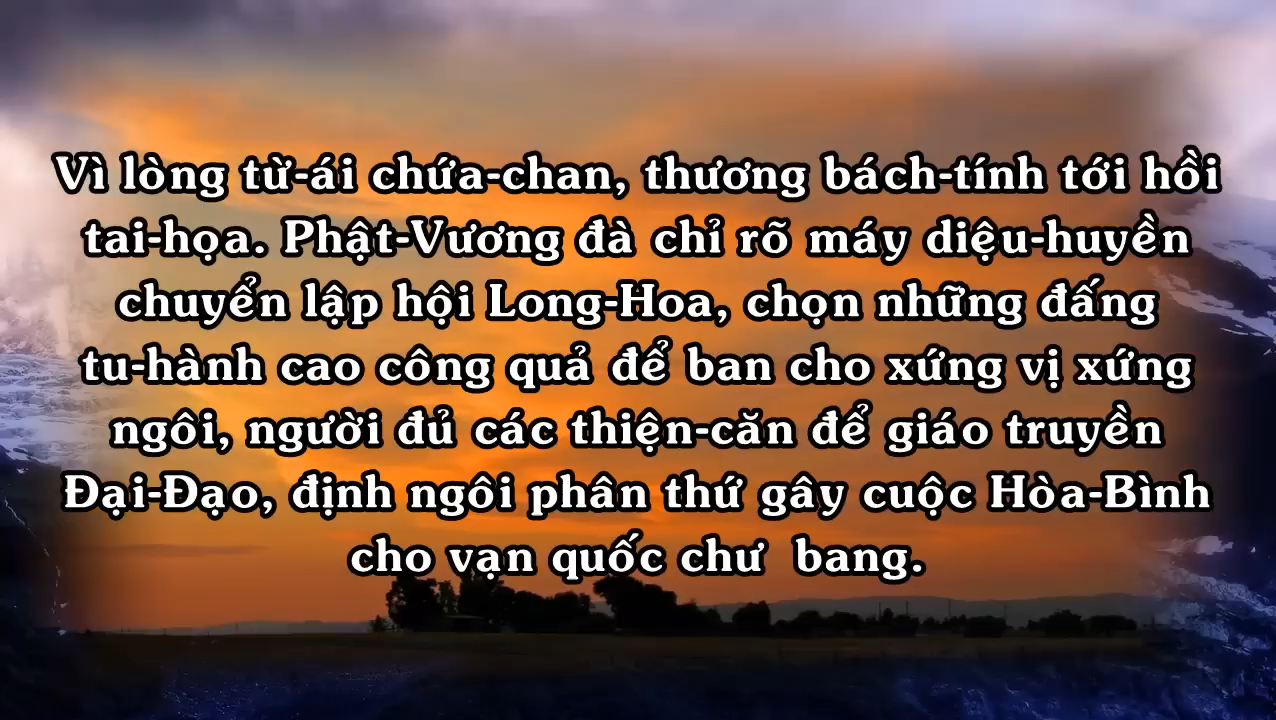 Vì lòng từ-ái chứa-chan, thương bách-tính tới hồi
tai-họa. Phật-Vương đà chỉ rõ máy diệu-huyền
chuyển lập hội Long-Hoa, chọn những đấng
tu-hành cao công quả để ban cho xứng vị xứng
ngôi, người đủ các thiện-căn để giáo truyền
Đại-Đạo, định ngôi phân thứ gây cuộc Hòa-Bình
cho vạn quốc chư bang.